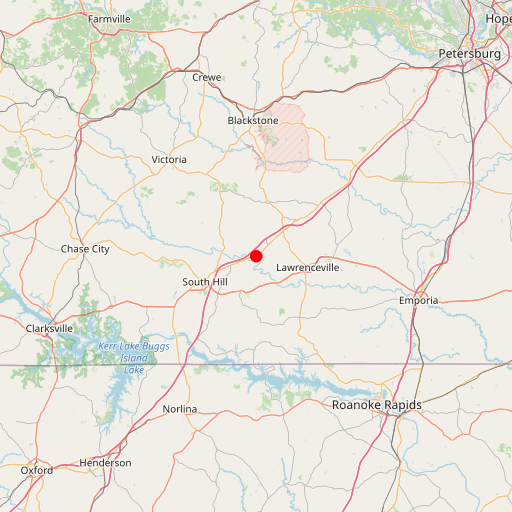 Farmville
Hope
Petersburg
Crewe
Blackstone
Victoria
Chase City
Lawrenceville
South Hill
Emporia
Clarksville
Kerr Lake/Buggs
Island
Lake
Roanoke Rapids
Norlina
Henderson
Oxford